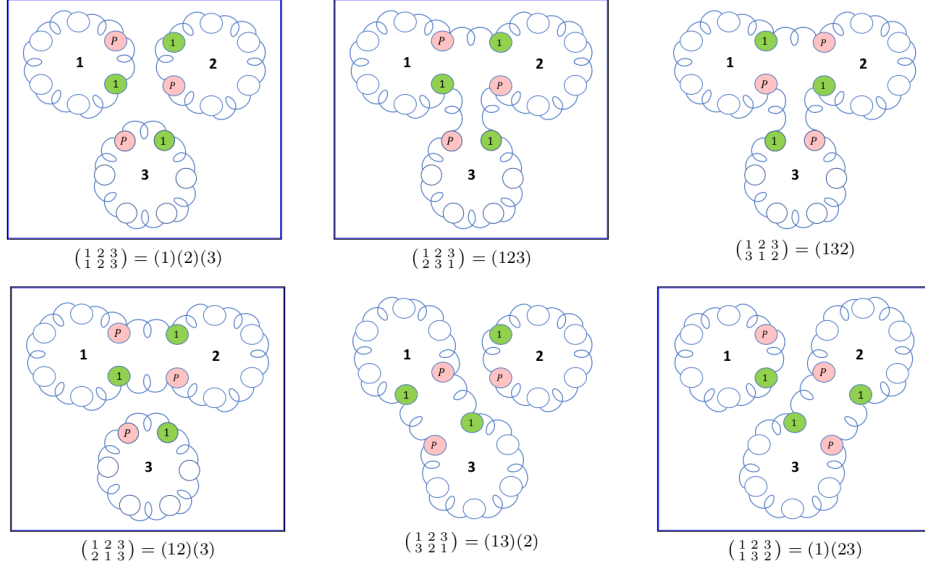 P 1
1 2
1 P
P 1
3
(1 2 3
1 2 3) = (1)(2)(3)
P 1
1 2
1 P
P 1
3
(1 2 3
2 3 1) = (123)
1 P
1 2
P 1
1 P
3
(1 2 3
3 1 2) = (132)
P 1
1 2
1 P
P 1
3
(1 2 3
2 1 3) = (12)(3)
1
1 2
P P
1
1
P
3
(1 2 3
3 2 1) = (13)(2)
P
1 2
1 P
1
1
P
3
(1 2 3
1 3 2) = (1)(23)